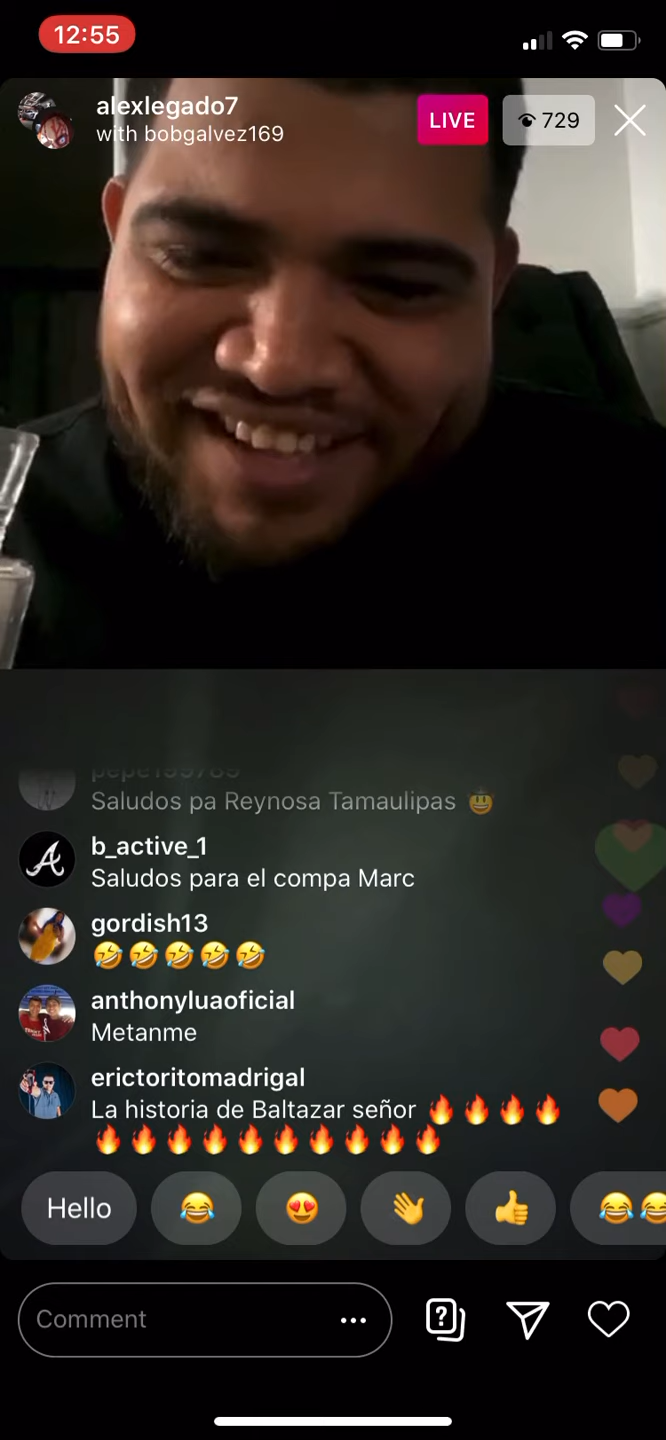 12:55
alexlegado7
with bobgalvez169
LIVE
729
pepe199789
Saludos pa Reynosa Tamaulipas 🤠
b_active_1
Saludos para el compa Marc
gordish13
🤣🤣🤣🤣🤣
anthonyluaoficial
Metanme
erictoritomadrigal
La historia de Baltazar señor 🔥🔥🔥🔥
🔥🔥🔥🔥🔥🔥🔥🔥🔥🔥
Hello 😂 😍 👋 👍 😂😂
Comment